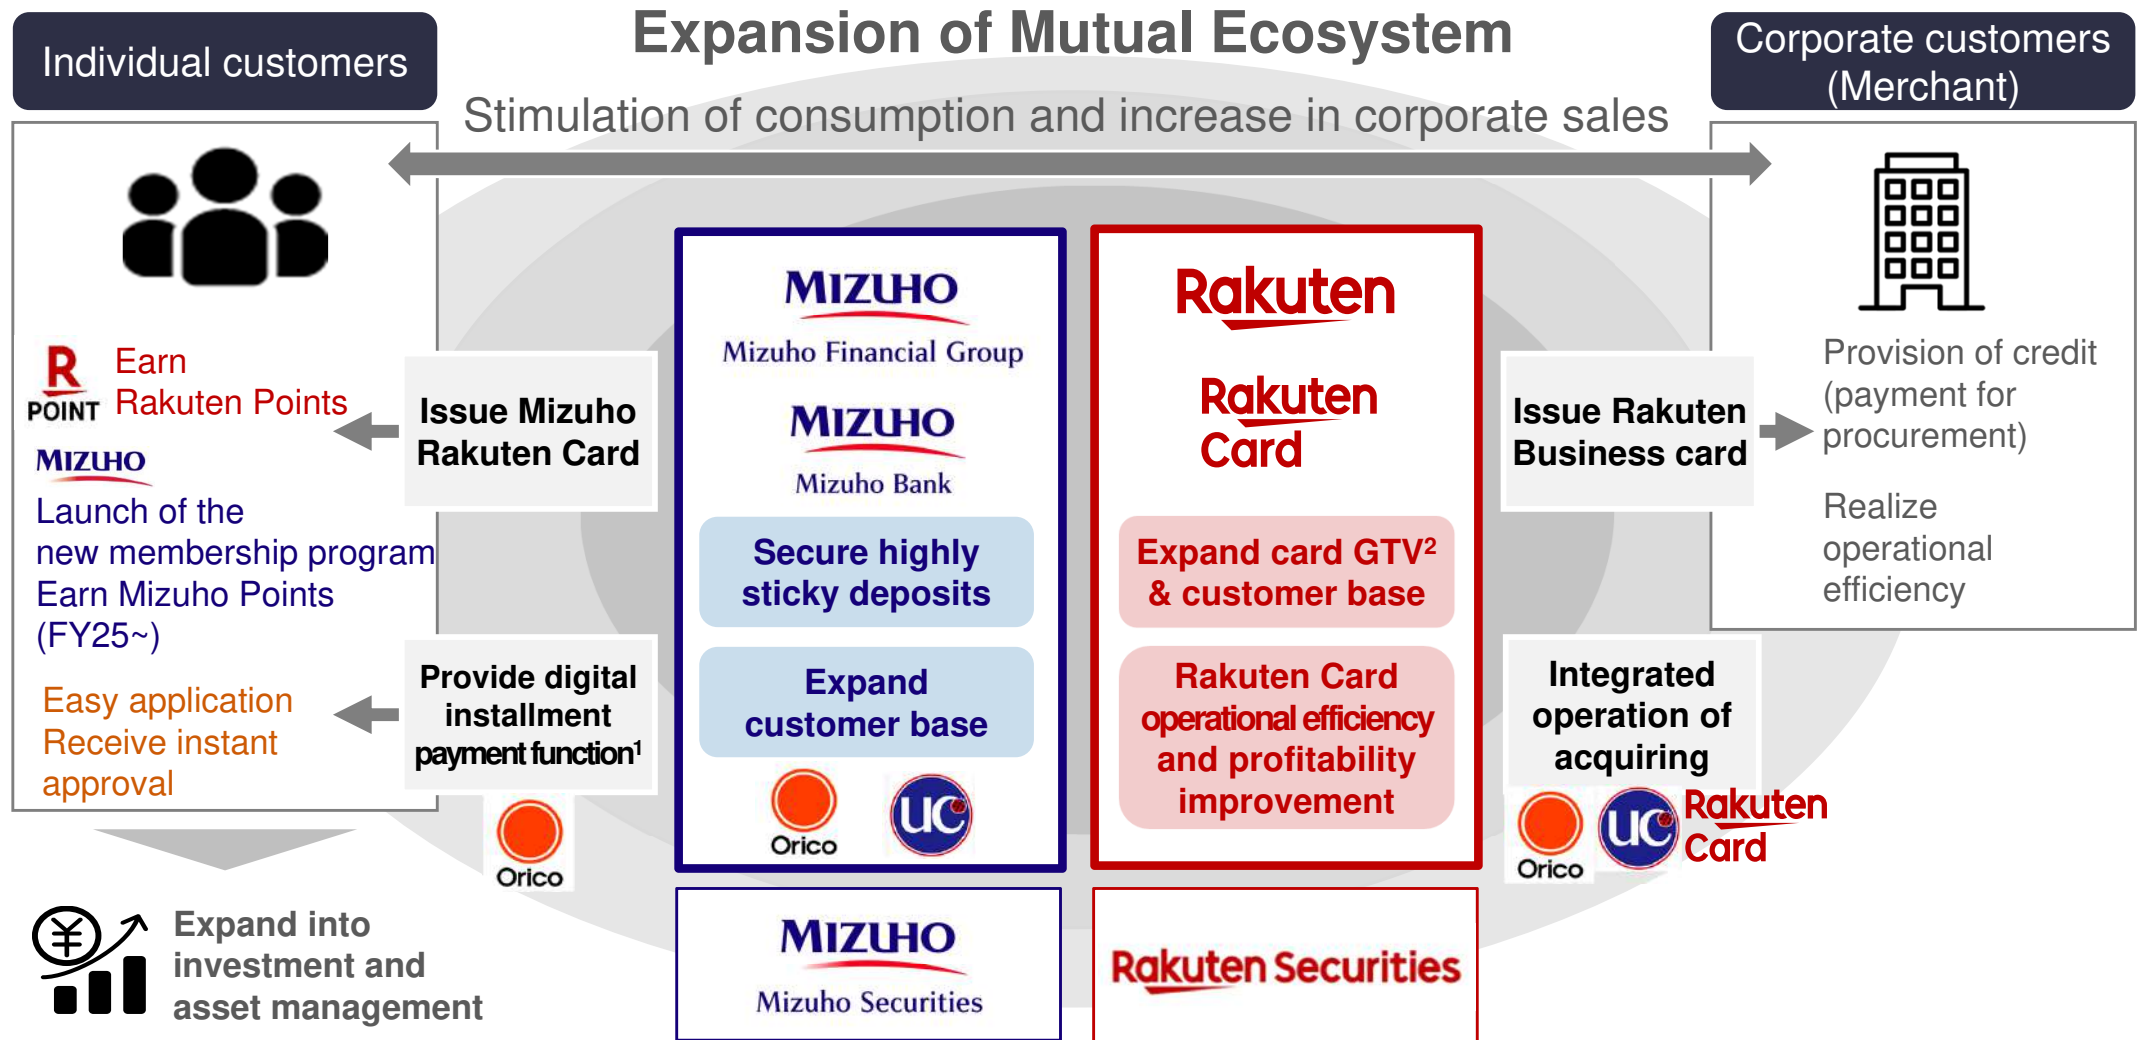 Expansion of Mutual Ecosystem
Stimulation of consumption and increase in corporate sales
Individual customers
R
POINT
Earn
Rakuten Points
MIZUHO
Launch of the
new membership program
Earn Mizuho Points
(FY25~)
Easy application
Receive instant
approval
¥
Expand into
investment and
asset management
Issue Mizuho
Rakuten Card
Provide digital
installment
payment function¹
Orico
MIZUHO
Mizuho Financial Group
MIZUHO
Mizuho Bank
Secure highly
sticky deposits
Expand
customer base
Orico
UC
MIZUHO
Mizuho Securities
Rakuten
Rakuten
Card
Expand card GTV²
& customer base
Rakuten Card
operational efficiency
and profitability
improvement
Rakuten Securities
Issue Rakuten
Business card
Integrated
operation of
acquiring
Orico
UC
Rakuten
Card
Corporate customers
(Merchant)
Provision of credit
(payment for
procurement)
Realize
operational
efficiency